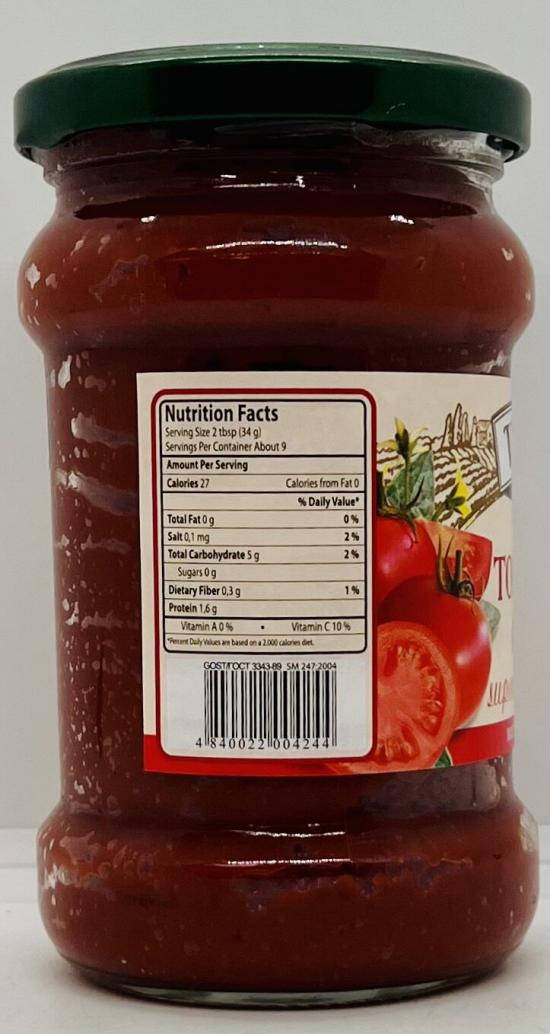 Nutrition Facts
Serving Size 2 tbsp (34 g)
Servings Per Container About 9
Amount Per Serving
Calories 27 Calories from Fat 0
% Daily Value*
Total Fat 0 g 0 %
Salt 0,1 mg 2 %
Total Carbohydrate 5 g 2 %
Sugars 0 g
Dietary Fiber 0,3 g 1 %
Protein 1,6 g
Vitamin A 0 % • Vitamin C 10 %
*Percent Daily Values are based on a 2.000 calories diet.
GOST/ГОСТ 3343-89 SM 247:2004
4 840022 004244
TO